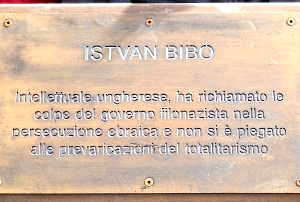 ISTVAN BIBO
Intellettuale ungherese, ha richiamato le
colpe del governo filonazista nella
persecuzione ebraica e non si è piegato
alle prevaricazioni del totalitarismo